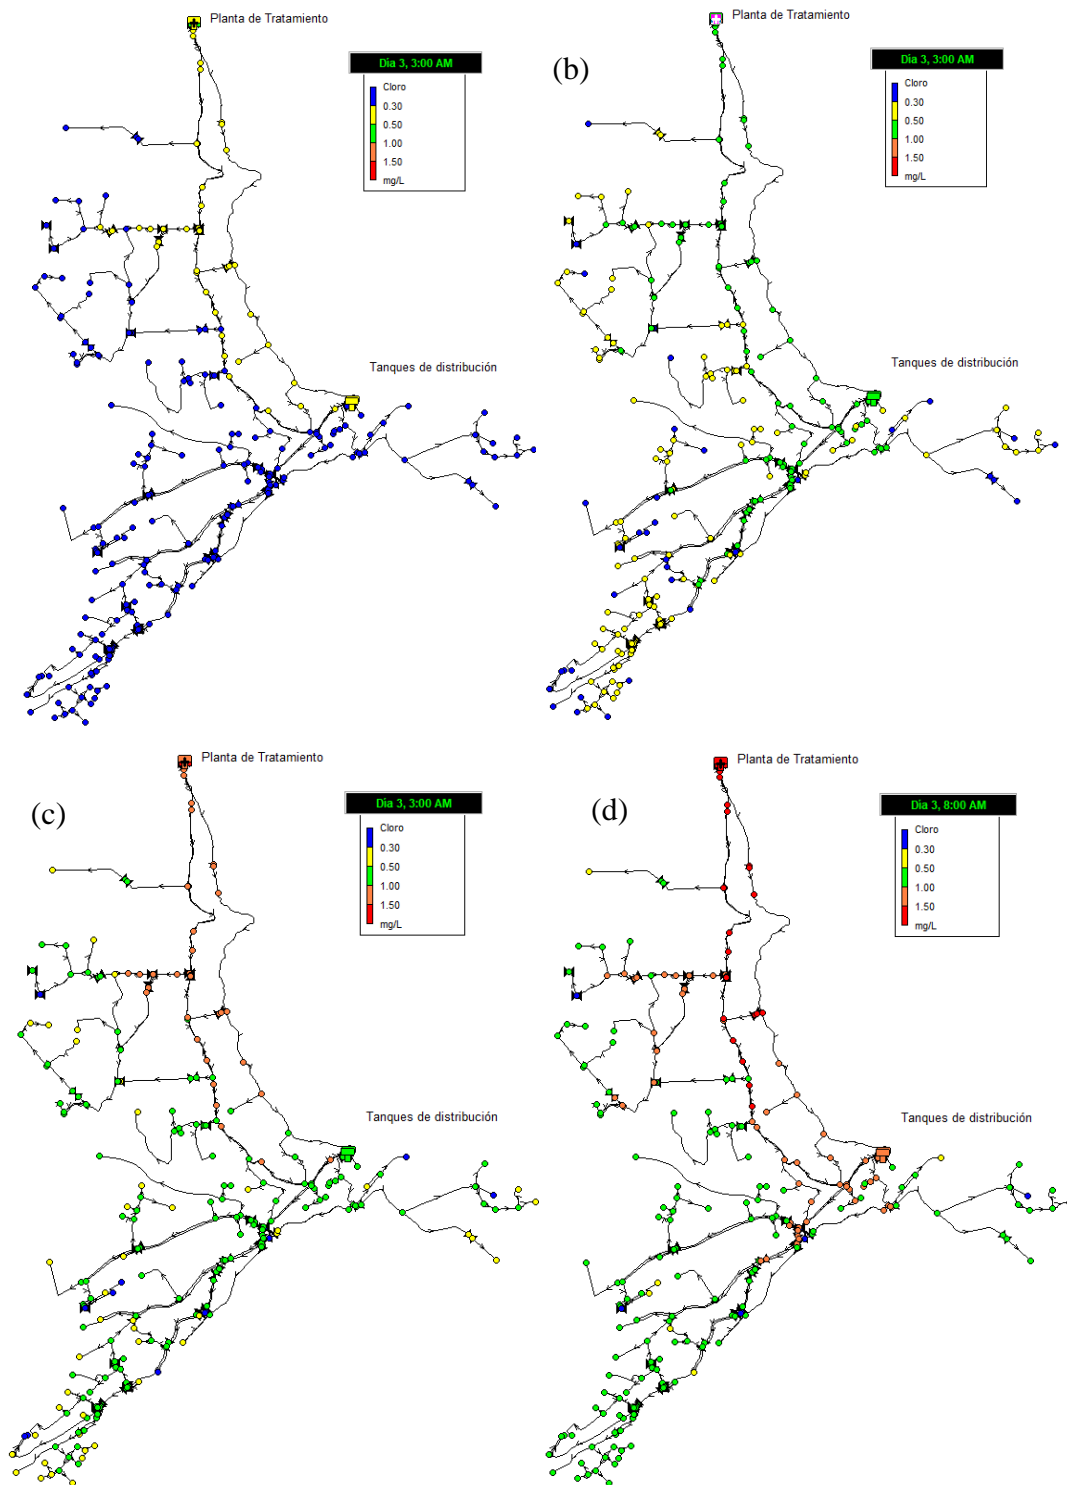 Planta de Tratamiento
Dia 3, 3:00 AM
Cloro
0.30
0.50
1.00
1.50
mg/L
Tanques de distribución
(b)
Planta de Tratamiento
Dia 3, 3:00 AM
Cloro
0.30
0.50
1.00
1.50
mg/L
Tanques de distribución
(c)
Planta de Tratamiento
Dia 3, 3:00 AM
Cloro
0.30
0.50
1.00
1.50
mg/L
Tanques de distribución
(d)
Planta de Tratamiento
Dia 3, 8:00 AM
Cloro
0.30
0.50
1.00
1.50
mg/L
Tanques de distribución